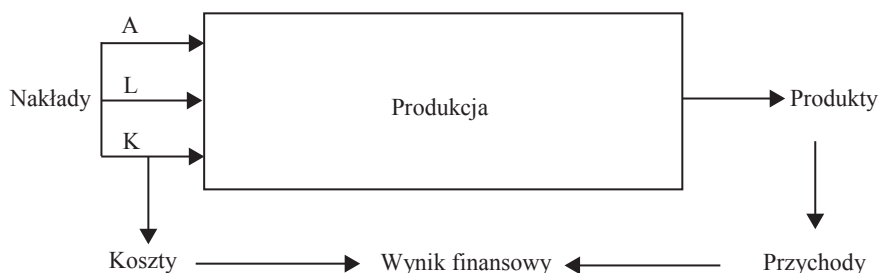 A
Nakłady
L
Produkcja
Produkty
K
Koszty
Wynik finansowy
Przychody